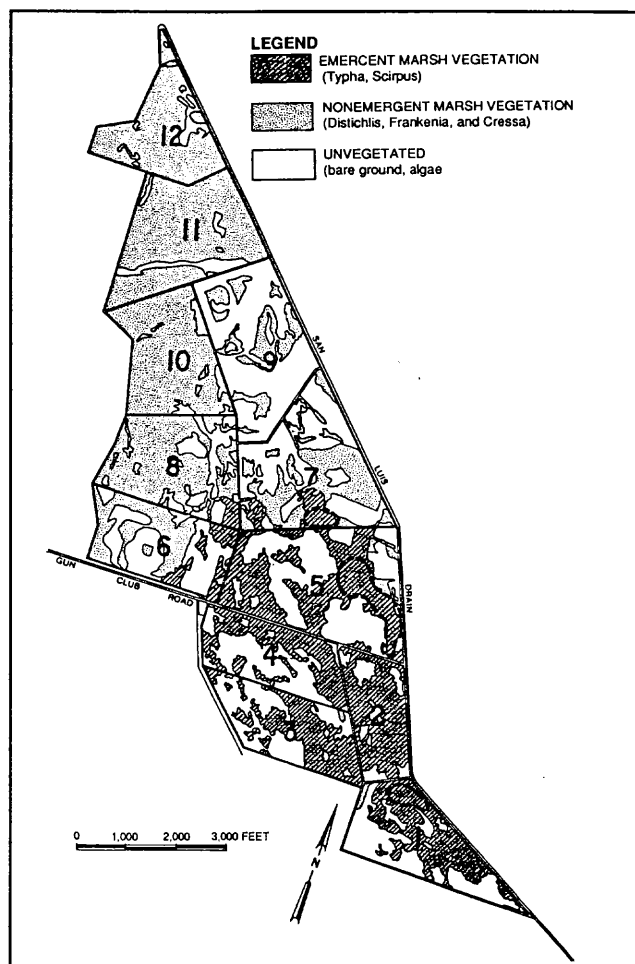 LEGEND
EMERCENT MARSH VEGETATION
(Typha, Scirpus)
NONEMERGENT MARSH VEGETATION
(Distichlis, Frankenia, and Cressa)
UNVEGETATED
(bare ground, algae
12
11
10
9
SAN
8
7
LUIS
6
GUN CLUB ROAD
5
DRAIN
4
3
0 1,000 2,000 3,000 FEET
N